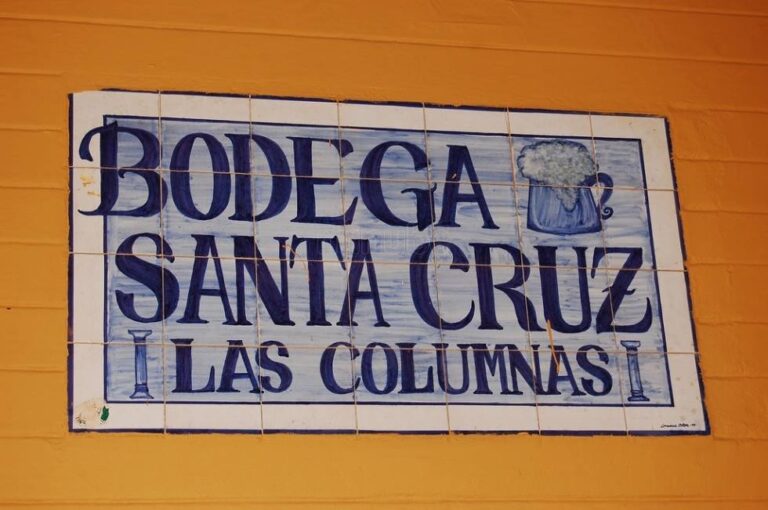 BODEGA
SANTA CRUZ
LAS COLUMNAS